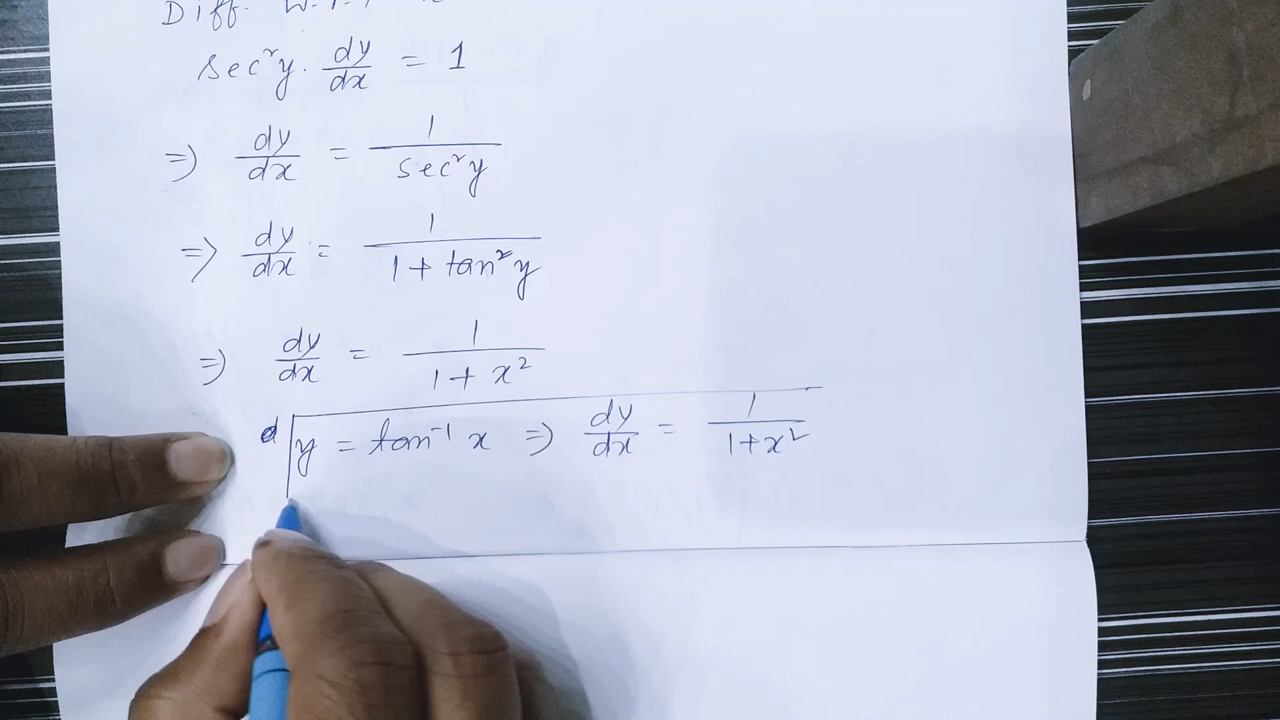 Diff. w.r.t x
sec²y. dy/dx = 1
=> dy/dx = 1/sec²y
=> dy/dx = 1/1+tan²y
=> dy/dx = 1/1+x²
d y = tan⁻¹ x => dy/dx = 1/1+x²